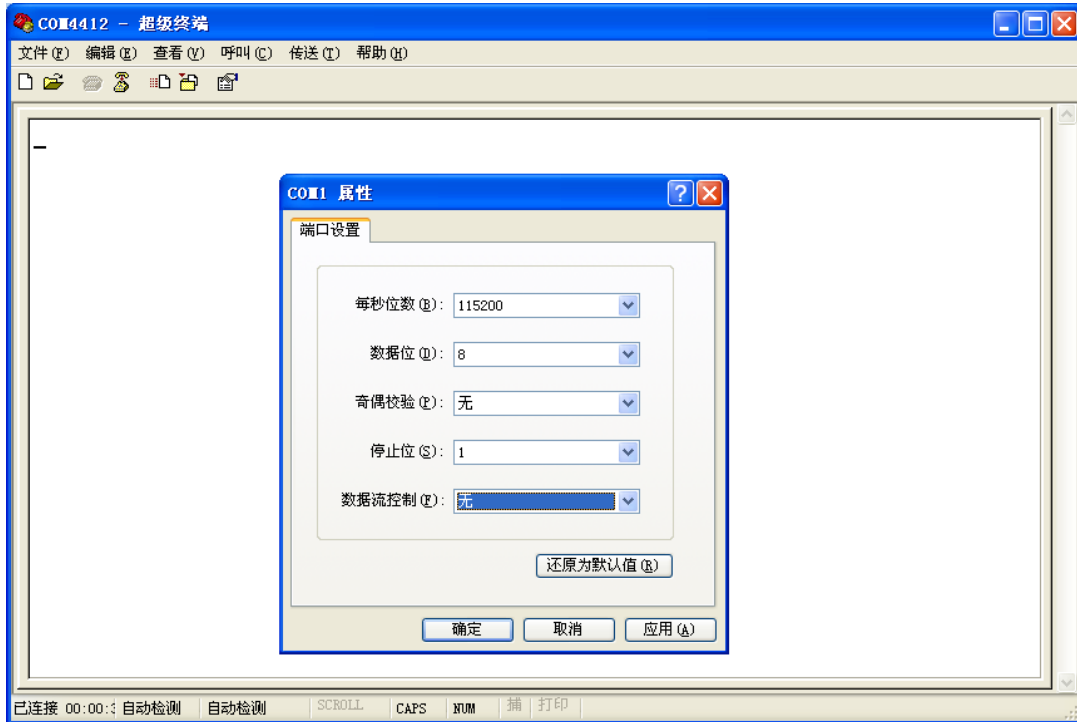 COM4412 - 超级终端
文件(F) 编辑(E) 查看(V) 呼叫(C) 传送(T) 帮助(H)
COM1 属性
端口设置
每秒位数(B): 115200
数据位(D): 8
奇偶校验(P): 无
停止位(S): 1
数据流控制(F): 无
还原为默认值(R)
确定 取消 应用(A)
已连接 00:00: 自动检测 自动检测 SCROLL CAPS NUM 捕 打印